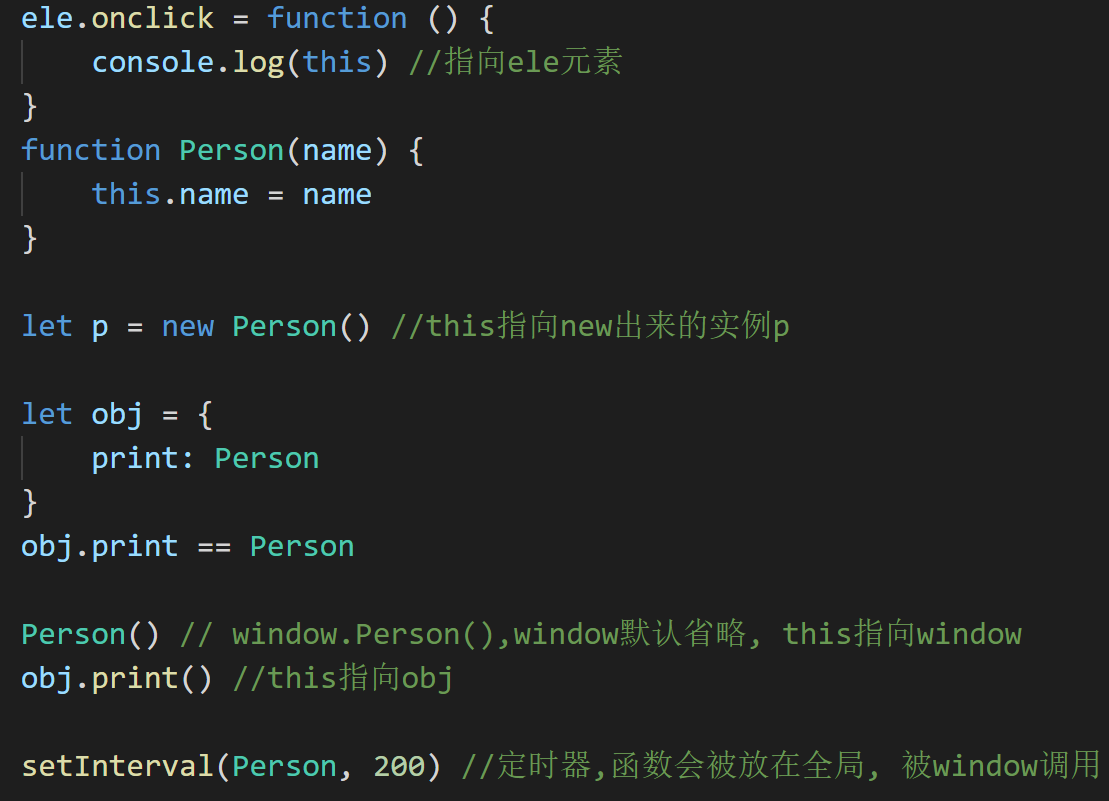 ele.onclick = function () {
console.log(this) //指向ele元素
}
function Person(name) {
this.name = name
}
let p = new Person() //this指向new出来的实例p
let obj = {
print: Person
}
obj.print == Person
Person() // window.Person(),window默认省略, this指向window
obj.print() //this指向obj
setInterval(Person, 200) //定时器,函数会被放在全局, 被window调用